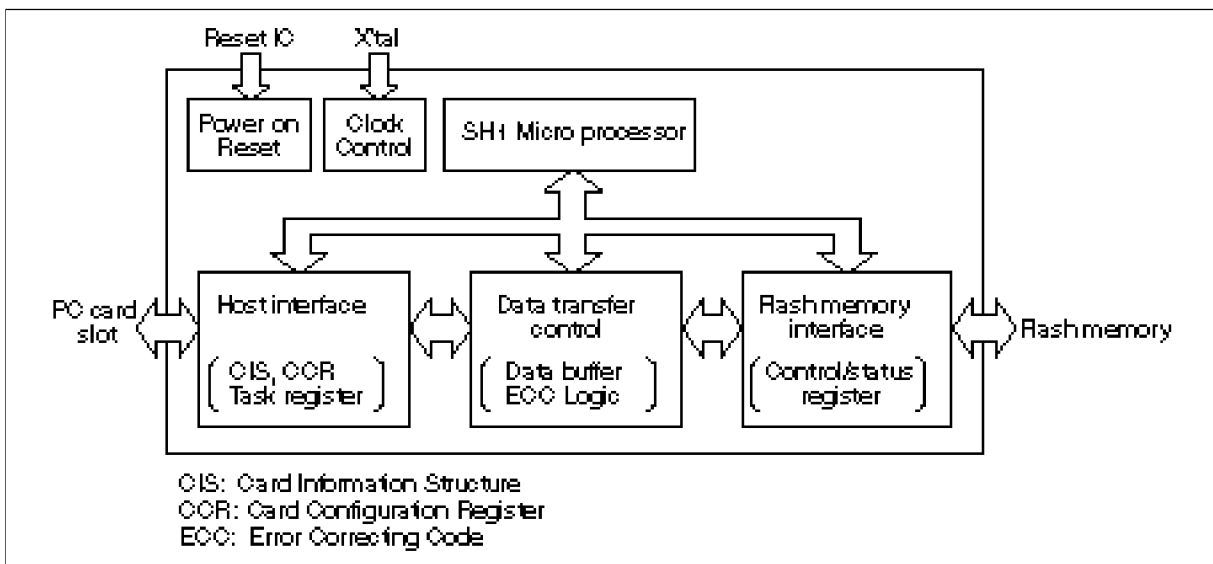 Reset IC
X'tal
Power on
Reset
Clock
Control
SH1 Micro processor
PC card
slot
Host interface
( CIS, CCR
Task register )
Data transfer
control
( Data buffer
ECC Logic )
Flash memory
interface
( Control/status
register )
Flash memory
CIS: Card Information Structure
CCR: Card Configuration Register
ECC: Error Correcting Code